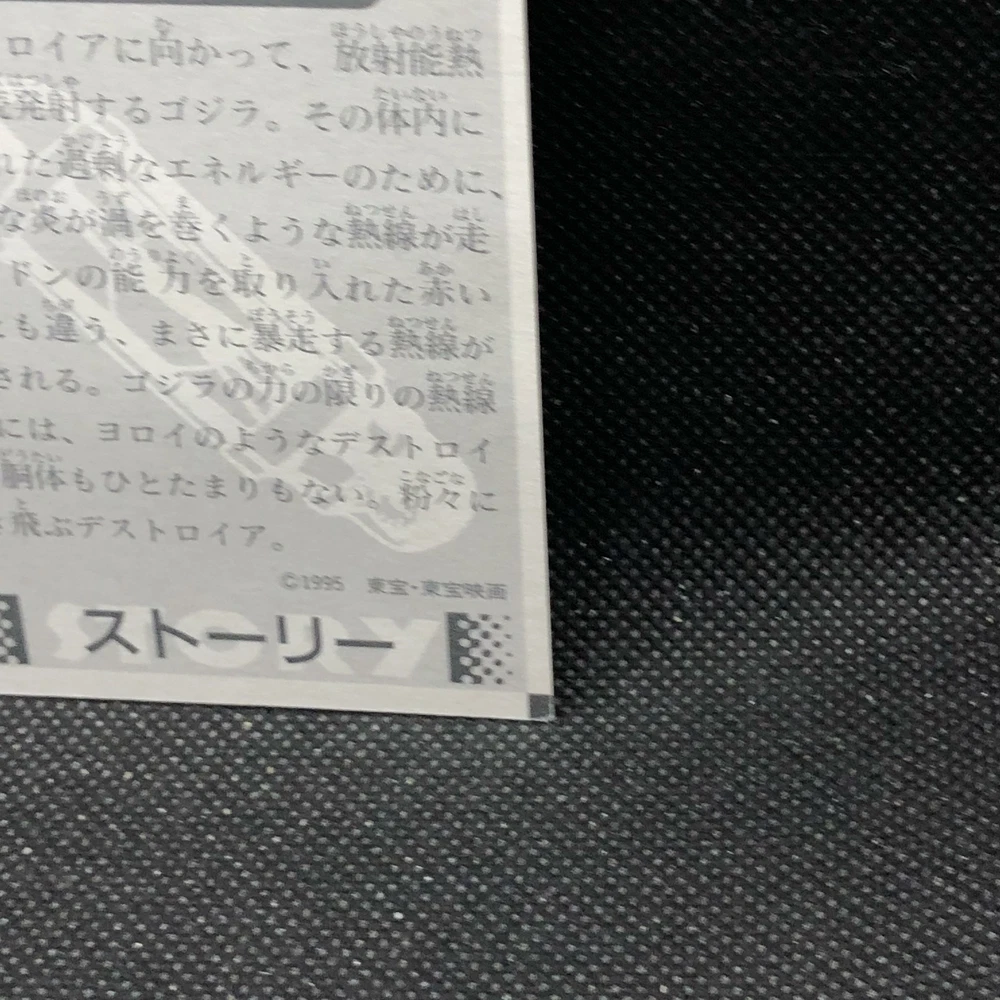 ロイアに向かって、放射能熱
発射するゴジラ。その体内に
れた過剰なエネルギーのために、
な炎が渦を巻くような熱線が走
ドンの能力を取り入れた赤い
も違う、まさに暴走する熱線が
される。ゴジラの力の限りの熱線
には、ヨロイのようなデストロイ
胴体もひとたまりもない。粉々に
飛ぶデストロイア。
©1995 東宝・東宝映画
STORY
ストーリー